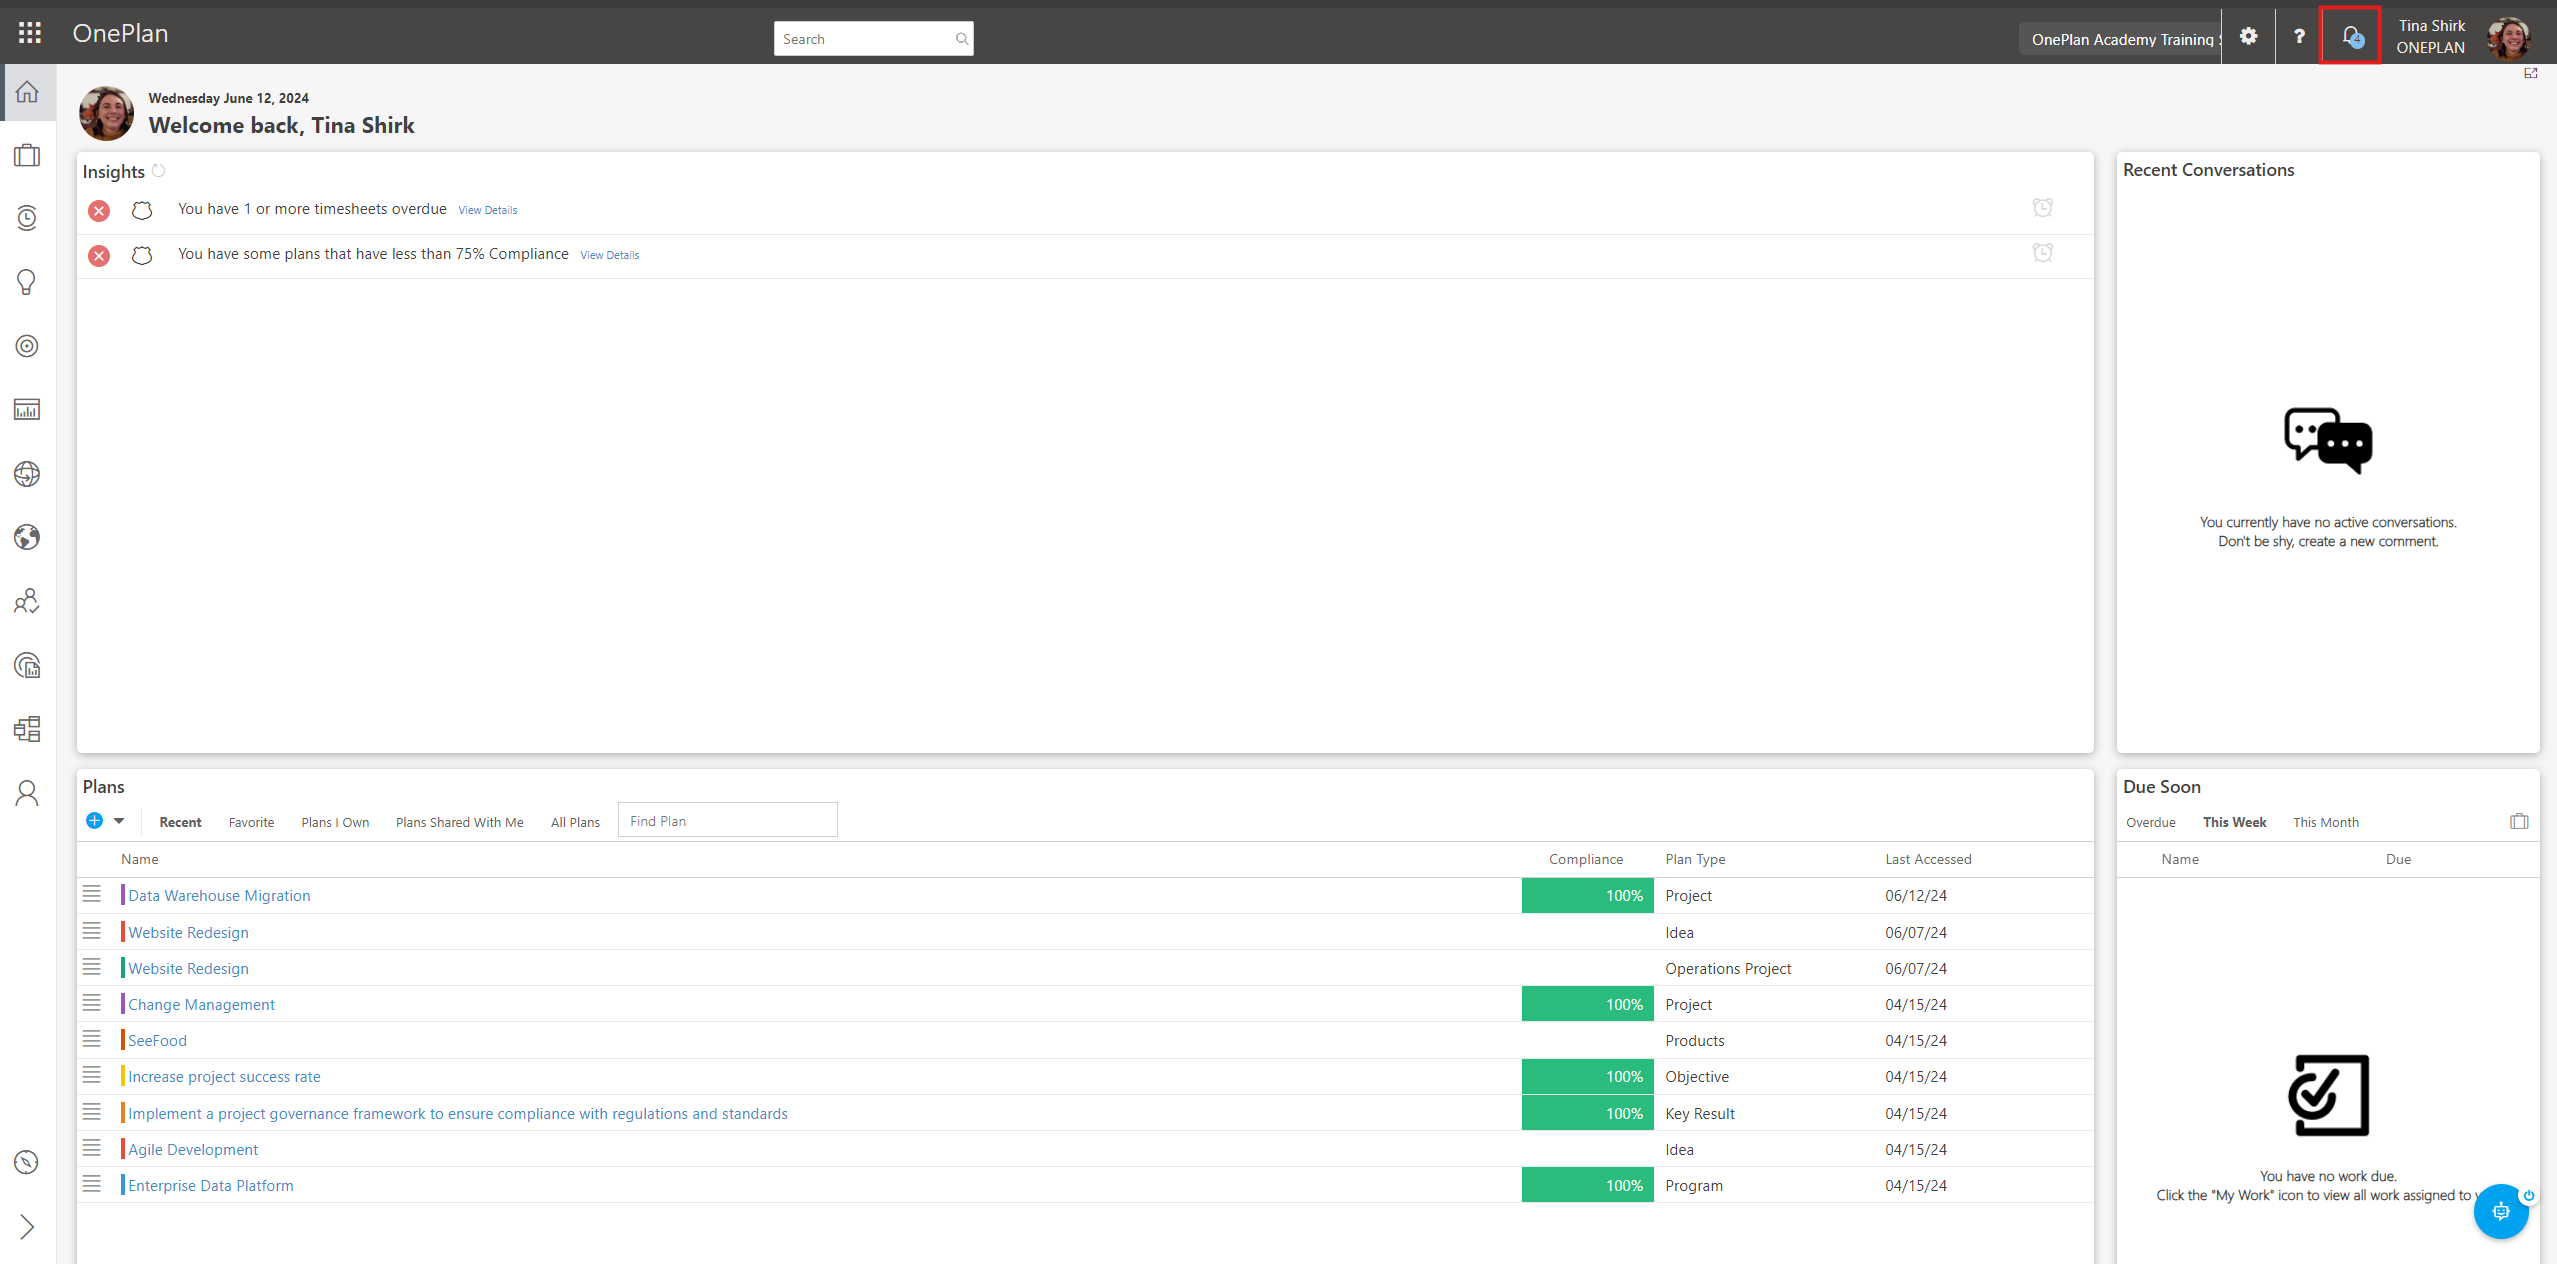 OnePlan
Search
OnePlan Academy Training
?
4
Tina Shirk
ONEPLAN
Wednesday June 12, 2024
Welcome back, Tina Shirk
Insights
You have 1 or more timesheets overdue View Details
You have some plans that have less than 75% Compliance View Details
Recent Conversations
You currently have no active conversations.
Don't be shy, create a new comment.
Plans
Recent Favorite Plans I Own Plans Shared With Me All Plans Find Plan
Name Compliance Plan Type Last Accessed
Data Warehouse Migration 100% Project 06/12/24
Website Redesign Idea 06/07/24
Website Redesign Operations Project 06/07/24
Change Management 100% Project 04/15/24
SeeFood Products 04/15/24
Increase project success rate 100% Objective 04/15/24
Implement a project governance framework to ensure compliance with regulations and standards 100% Key Result 04/15/24
Agile Development Idea 04/15/24
Enterprise Data Platform 100% Program 04/15/24
Due Soon
Overdue This Week This Month
Name Due
You have no work due.
Click the "My Work" icon to view all work assigned to